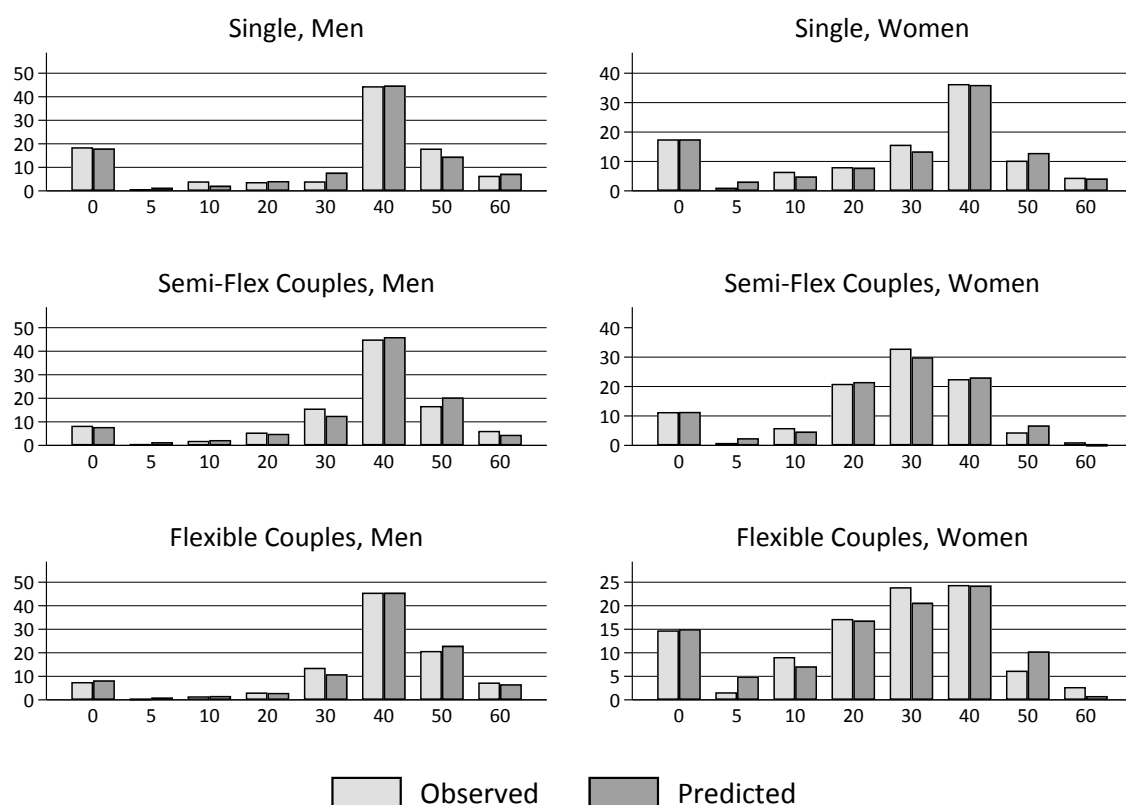 Single, Men
50
40
30
20
10
0
0 5 10 20 30 40 50 60
Single, Women
40
30
20
10
0
0 5 10 20 30 40 50 60
Semi-Flex Couples, Men
50
40
30
20
10
0
0 5 10 20 30 40 50 60
Semi-Flex Couples, Women
40
30
20
10
0
0 5 10 20 30 40 50 60
Flexible Couples, Men
50
40
30
20
10
0
0 5 10 20 30 40 50 60
Flexible Couples, Women
25
20
15
10
5
0
0 5 10 20 30 40 50 60
Observed Predicted